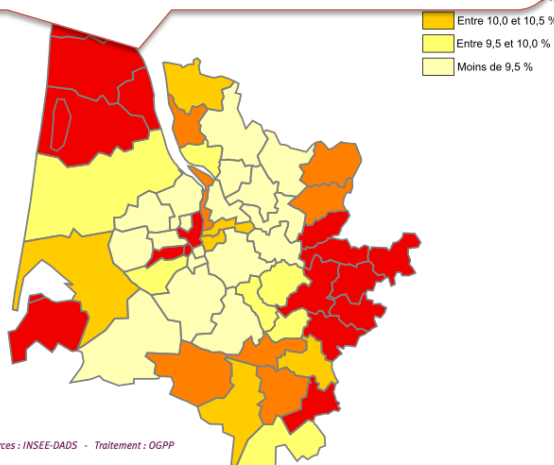 Entre 10,0 et 10,5 %
Entre 9,5 et 10,0 %
Moins de 9,5 %
rces : INSEE-DADS - Traitement : OGPP